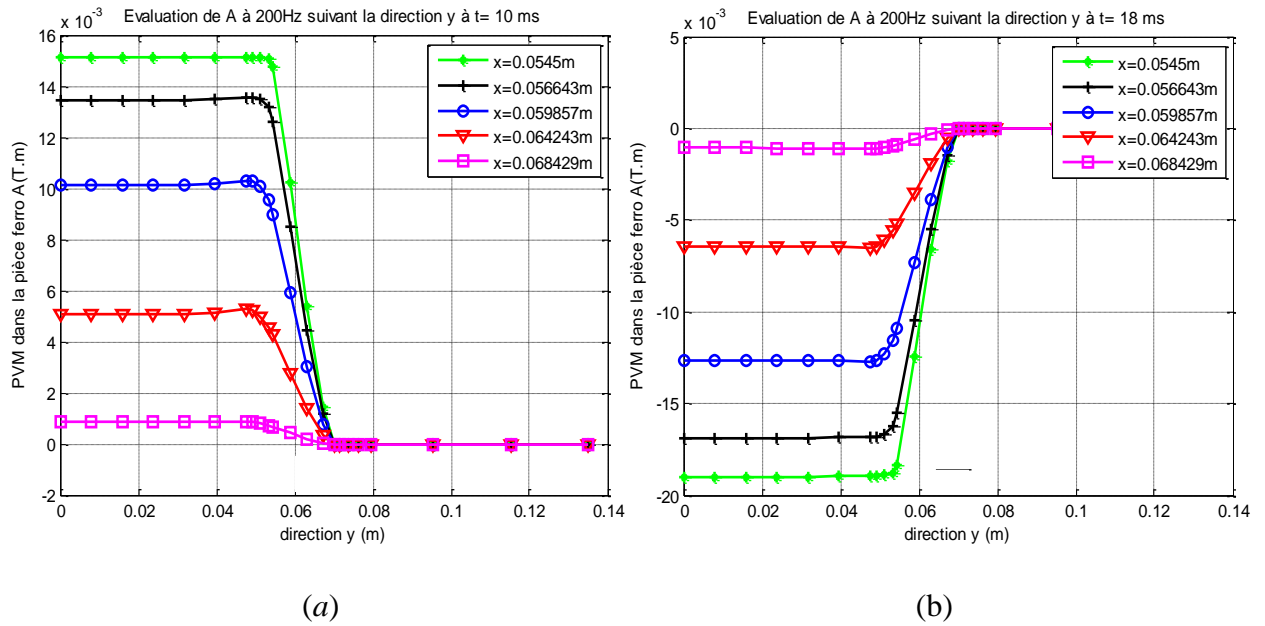 Evaluation de A à 200Hz suivant la direction y à t= 10 ms
x 10⁻³
16
14
12
10
8
6
4
2
0
-2
PVM dans la pièce ferro A(T.m)
x=0.0545m
x=0.056643m
x=0.059857m
x=0.064243m
x=0.068429m
0 0.02 0.04 0.06 0.08 0.1 0.12 0.14
direction y (m)
(a)
Evaluation de A à 200Hz suivant la direction y à t= 18 ms
x 10⁻³
5
0
-5
-10
-15
-20
PVM dans la pièce ferro A(T.m)
x=0.0545m
x=0.056643m
x=0.059857m
x=0.064243m
x=0.068429m
0 0.02 0.04 0.06 0.08 0.1 0.12 0.14
direction y (m)
(b)